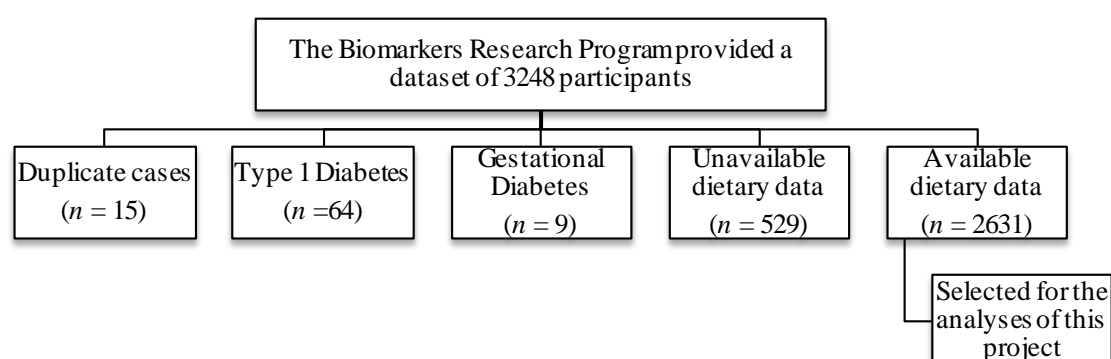 The Biomarkers Research Programprovided a
dataset of 3248 participants
Duplicate cases
(n = 15)
Type 1 Diabetes
(n =64)
Gestational
Diabetes
(n = 9)
Unavailable
dietary data
(n = 529)
Available
dietary data
(n = 2631)
Selected for the
analyses of this
project